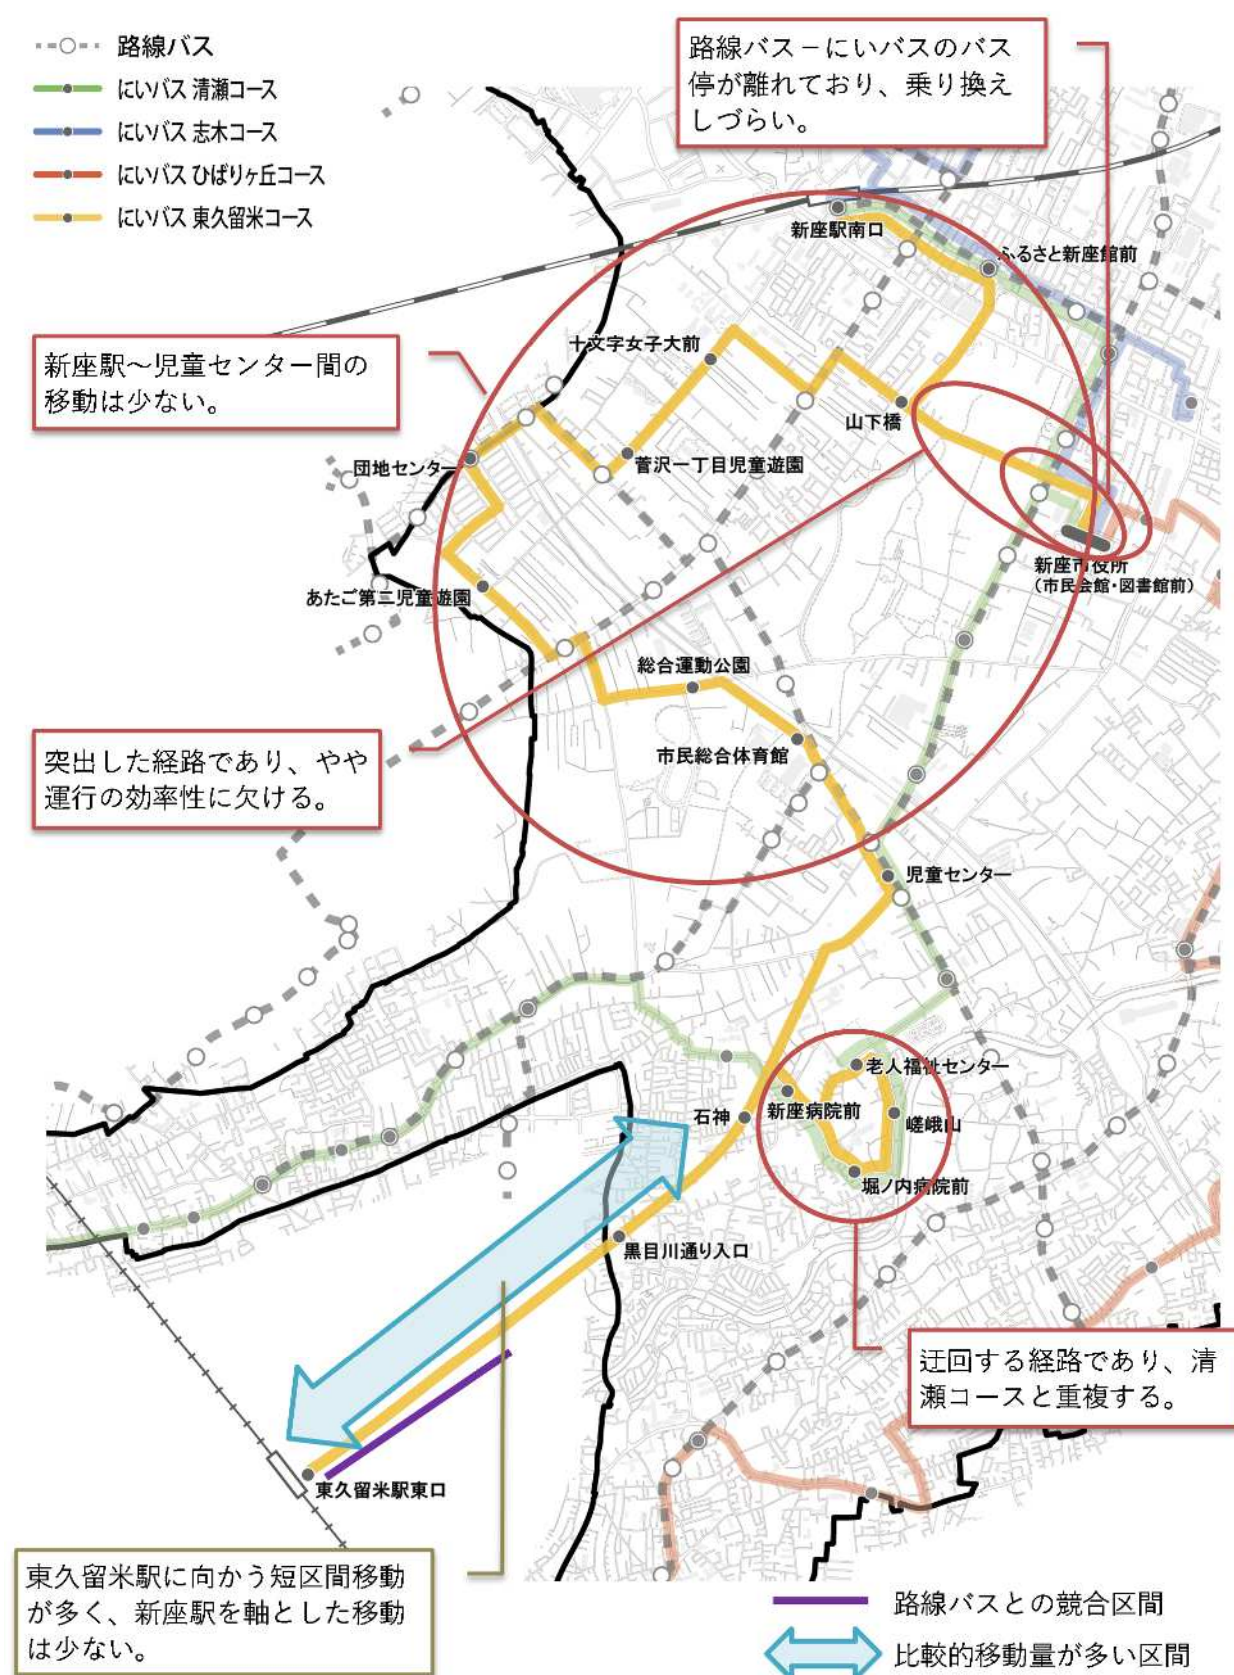 路線バス
にいバス 清瀬コース
にいバス 志木コース
にいバス ひばりヶ丘コース
にいバス 東久留米コース
路線バス－にいバスのバス
停が離れており、乗り換え
しづらい。
新座駅南口
ふるさと新座館前
新座駅～児童センター間の
移動は少ない。
十文字女子大前
山下橋
団地センター
菅沢一丁目児童遊園
新座市役所
(市民会館・図書館前)
あたご第二児童遊園
総合運動公園
市民総合体育館
突出した経路であり、やや
運行の効率性に欠ける。
児童センター
老人福祉センター
新座病院前
石神
嵯峨山
堀ノ内病院前
黒目川通り入口
迂回する経路であり、清
瀬コースと重複する。
東久留米駅東口
東久留米駅に向かう短区間移動
が多く、新座駅を軸とした移動
は少ない。
路線バスとの競合区間
比較的移動量が多い区間